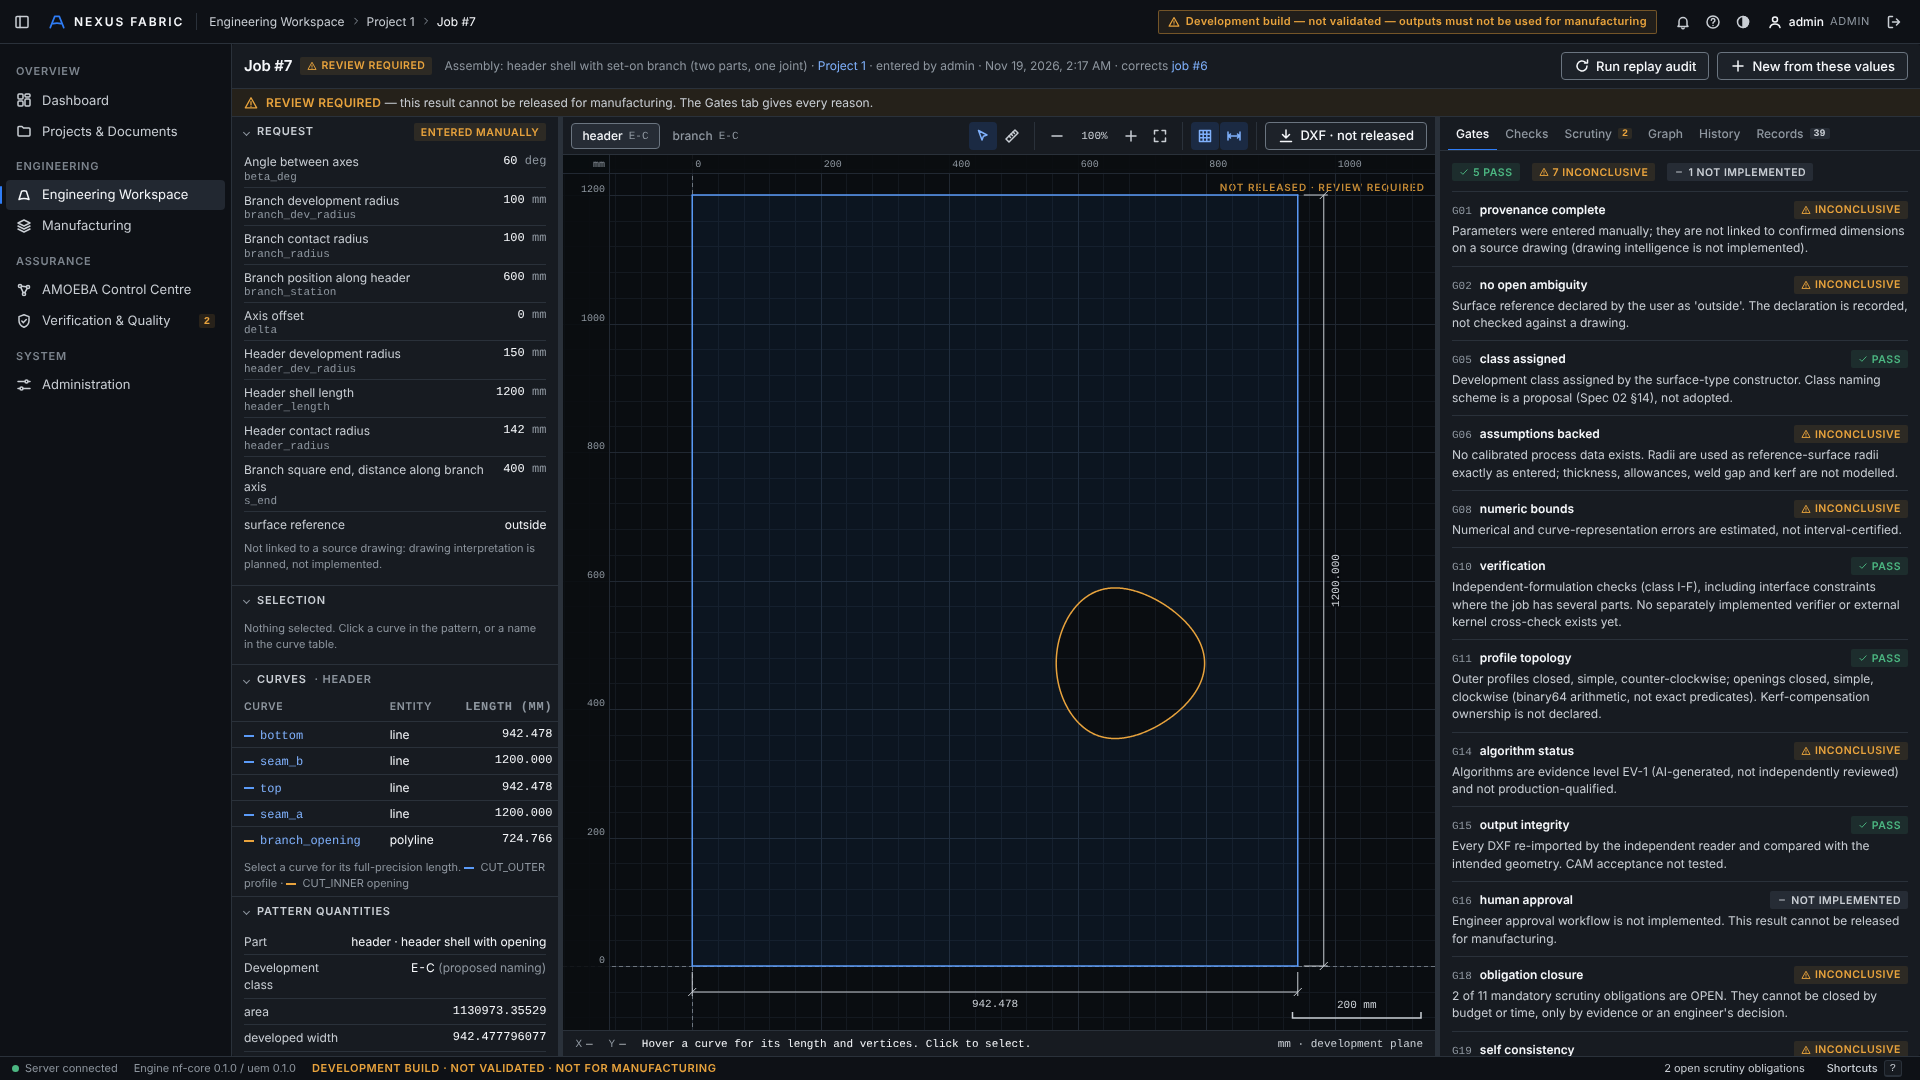 NEXUS FABRIC
Engineering Workspace > Project 1 > Job #7
Development build — not validated — outputs must not be used for manufacturing
admin ADMIN
OVERVIEW
Dashboard
Projects & Documents
ENGINEERING
Engineering Workspace
Manufacturing
ASSURANCE
AMOEBA Control Centre
Verification & Quality 2
SYSTEM
Administration
Job #7 REVIEW REQUIRED Assembly: header shell with set-on branch (two parts, one joint) · Project 1 · entered by admin · Nov 19, 2026, 2:17 AM · corrects job #6
Run replay audit
New from these values
REVIEW REQUIRED — this result cannot be released for manufacturing. The Gates tab gives every reason.
REQUEST ENTERED MANUALLY
Angle between axes 60 deg
beta_deg
Branch development radius 100 mm
branch_dev_radius
Branch contact radius 100 mm
branch_radius
Branch position along header 600 mm
branch_station
Axis offset 0 mm
delta
Header development radius 150 mm
header_dev_radius
Header shell length 1200 mm
header_length
Header contact radius 142 mm
header_radius
Branch square end, distance along branch 400 mm
axis
s_end
surface reference outside
Not linked to a source drawing: drawing interpretation is
planned, not implemented.
SELECTION
Nothing selected. Click a curve in the pattern, or a name
in the curve table.
CURVES · HEADER
CURVE ENTITY LENGTH (MM)
bottom line 942.478
seam_b line 1200.000
top line 942.478
seam_a line 1200.000
branch_opening polyline 724.766
Select a curve for its full-precision length. CUT_OUTER
profile · CUT_INNER opening
PATTERN QUANTITIES
Part header · header shell with opening
Development E-C (proposed naming)
class
area 1130973.35529
developed width 942.477796077
header E-C branch E-C
100%
DXF · not released
mm 0 200 400 600 800 1000
NOT RELEASED · REVIEW REQUIRED
1200
1000
800
600
400
200
0
1200.000
942.478
200 mm
X — Y — Hover a curve for its length and vertices. Click to select.
mm · development plane
Gates Checks Scrutiny 2 Graph History Records 39
5 PASS 7 INCONCLUSIVE 1 NOT IMPLEMENTED
G01 provenance complete INCONCLUSIVE
Parameters were entered manually; they are not linked to confirmed dimensions
on a source drawing (drawing intelligence is not implemented).
G02 no open ambiguity INCONCLUSIVE
Surface reference declared by the user as 'outside'. The declaration is recorded,
not checked against a drawing.
G05 class assigned PASS
Development class assigned by the surface-type constructor. Class naming
scheme is a proposal (Spec 02 §14), not adopted.
G06 assumptions backed INCONCLUSIVE
No calibrated process data exists. Radii are used as reference-surface radii
exactly as entered; thickness, allowances, weld gap and kerf are not modelled.
G08 numeric bounds INCONCLUSIVE
Numerical and curve-representation errors are estimated, not interval-certified.
G10 verification PASS
Independent-formulation checks (class I-F), including interface constraints
where the job has several parts. No separately implemented verifier or external
kernel cross-check exists yet.
G11 profile topology PASS
Outer profiles closed, simple, counter-clockwise; openings closed, simple,
clockwise (binary64 arithmetic, not exact predicates). Kerf-compensation
ownership is not declared.
G14 algorithm status INCONCLUSIVE
Algorithms are evidence level EV-1 (AI-generated, not independently reviewed)
and not production-qualified.
G15 output integrity PASS
Every DXF re-imported by the independent reader and compared with the
intended geometry. CAM acceptance not tested.
G16 human approval NOT IMPLEMENTED
Engineer approval workflow is not implemented. This result cannot be released
for manufacturing.
G18 obligation closure INCONCLUSIVE
2 of 11 mandatory scrutiny obligations are OPEN. They cannot be closed by
budget or time, only by evidence or an engineer's decision.
G19 self consistency INCONCLUSIVE
Server connected Engine nf-core 0.1.0 / uem 0.1.0 DEVELOPMENT BUILD · NOT VALIDATED · NOT FOR MANUFACTURING
2 open scrutiny obligations Shortcuts ?